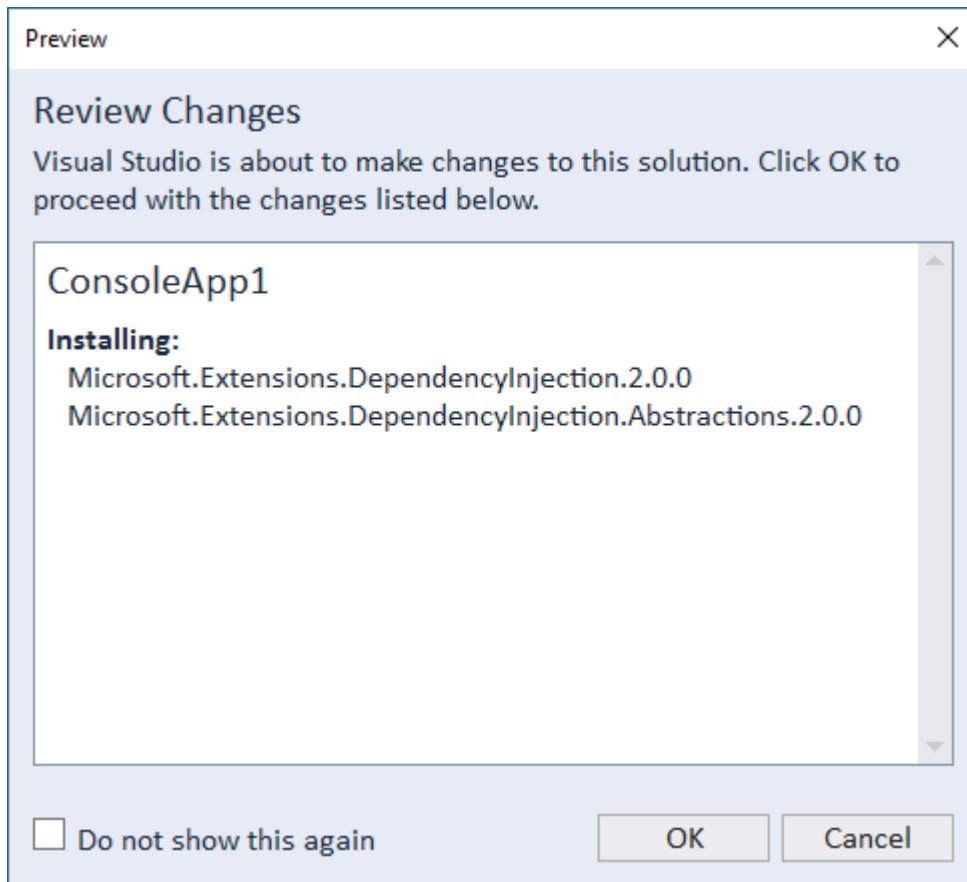 Preview
Review Changes
Visual Studio is about to make changes to this solution. Click OK to
proceed with the changes listed below.
ConsoleApp1
Installing:
Microsoft.Extensions.DependencyInjection.2.0.0
Microsoft.Extensions.DependencyInjection.Abstractions.2.0.0
Do not show this again
OK
Cancel